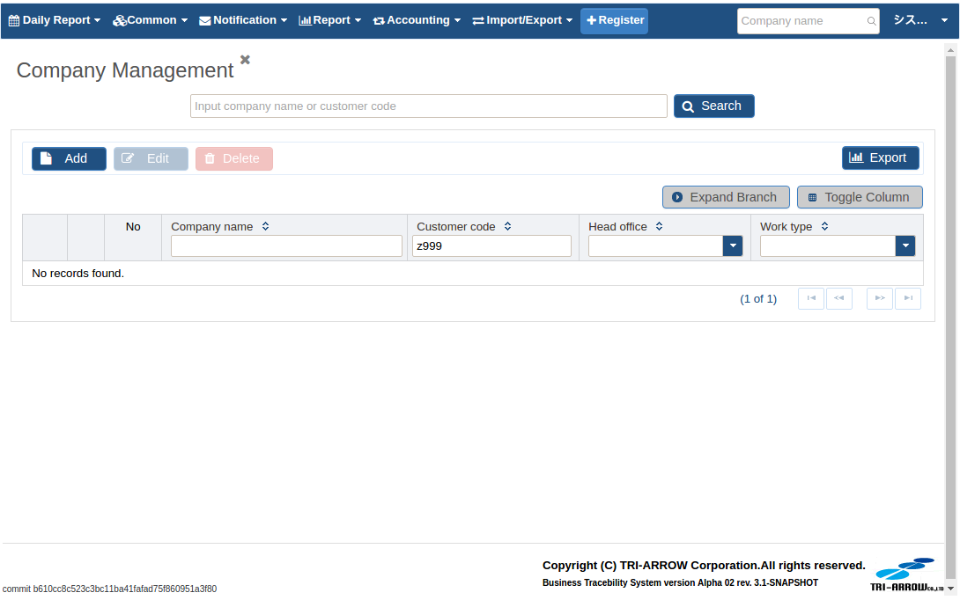 Daily Report Common Notification Report Accounting Import/Export Register Company name シス...
Company Management
Input company name or customer code Search
Add Edit Delete Export
Expand Branch Toggle Column
No Company name Customer code Head office Work type
z999
No records found.
(1 of 1)
Copyright (C) TRI-ARROW Corporation.All rights reserved.
Business Tracebility System version Alpha 02 rev. 3.1-SNAPSHOT
TRI-ARROW CO.,LTD
commit b610cc8c523c3bc11ba41fafad75f860951a3f80